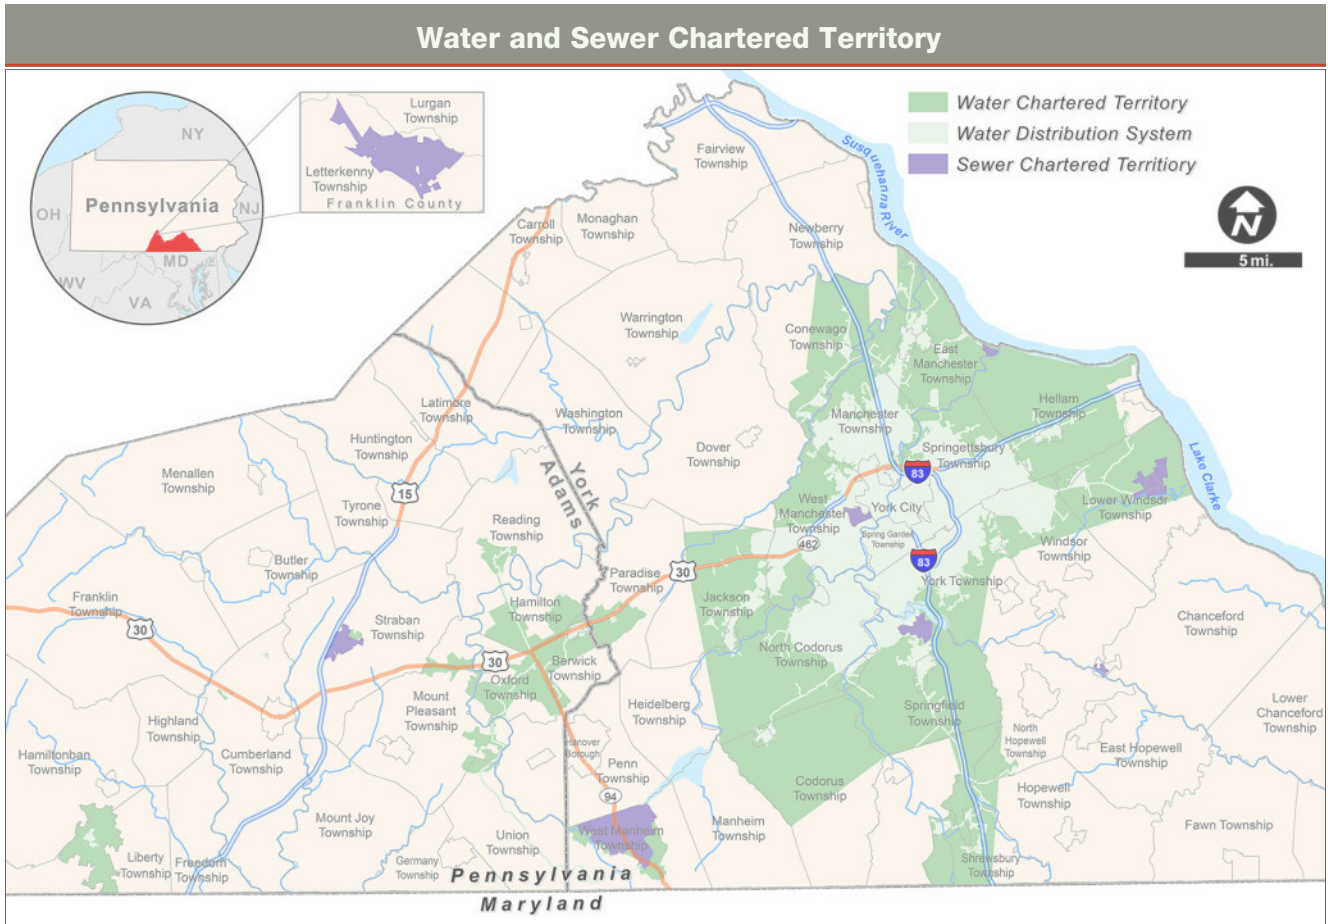 Water and Sewer Chartered Territory
NY
Pennsylvania
OH
NJ
MD
WV
VA
Lurgan
Township
Letterkenny
Township
Franklin County
Water Chartered Territory
Water Distribution System
Sewer Chartered Territiory
N
5 mi.
Susquehanna River
Lake Clarke
Fairview
Township
Carroll
Township
Monaghan
Township
Newberry
Township
Warrington
Township
Conewago
Township
East
Manchester
Township
Hellam
Township
Latimore
Township
Washington
Township
Manchester
Township
Huntington
Township
Dover
Township
Springettsbury
Township
Menallen
Township
York
Adams
83
15
Tyrone
Township
Reading
Township
West
Manchester
Township
York City
Lower Windsor
Township
Spring Garden
Township
462
Windsor
Township
83
Butler
Township
Paradise
Township
30
York Township
Franklin
Township
30
Hamilton
Township
Jackson
Township
Chanceford
Township
Straban
Township
30
Berwick
Township
Oxford
Township
North Codorus
Township
Mount
Pleasant
Township
Heidelberg
Township
Springfield
Township
Lower
Chanceford
Township
Highland
Township
North
Hopewell
Township
Hamiltonban
Township
Cumberland
Township
Hanover
Borough
East Hopewell
Township
Penn
Township
Codorus
Township
Hopewell
Township
94
Mount Joy
Township
Union
Township
West Manheim
Township
Manheim
Township
Fawn Township
Liberty
Township
Freedom
Township
Germany
Township
Shrewsbury
Township
Pennsylvania
Maryland